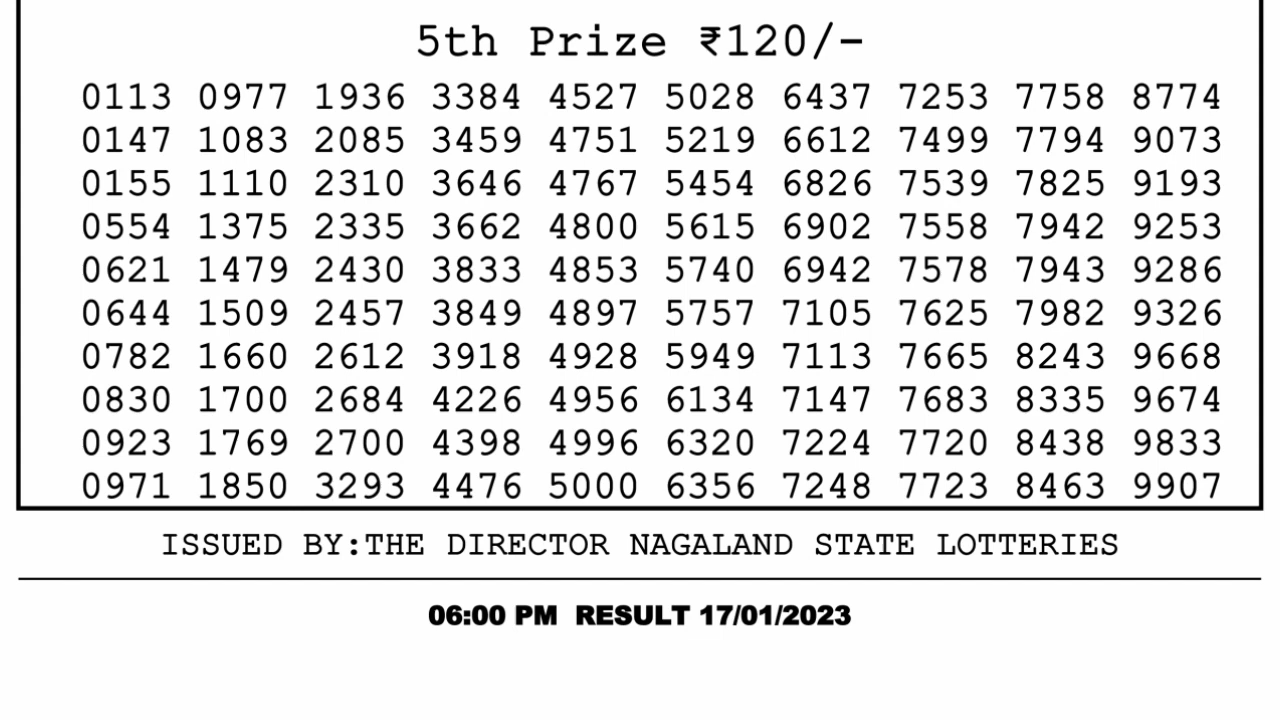 5th Prize ₹120/-
0113 0977 1936 3384 4527 5028 6437 7253 7758 8774
0147 1083 2085 3459 4751 5219 6612 7499 7794 9073
0155 1110 2310 3646 4767 5454 6826 7539 7825 9193
0554 1375 2335 3662 4800 5615 6902 7558 7942 9253
0621 1479 2430 3833 4853 5740 6942 7578 7943 9286
0644 1509 2457 3849 4897 5757 7105 7625 7982 9326
0782 1660 2612 3918 4928 5949 7113 7665 8243 9668
0830 1700 2684 4226 4956 6134 7147 7683 8335 9674
0923 1769 2700 4398 4996 6320 7224 7720 8438 9833
0971 1850 3293 4476 5000 6356 7248 7723 8463 9907
ISSUED BY:THE DIRECTOR NAGALAND STATE LOTTERIES
06:00 PM RESULT 17/01/2023